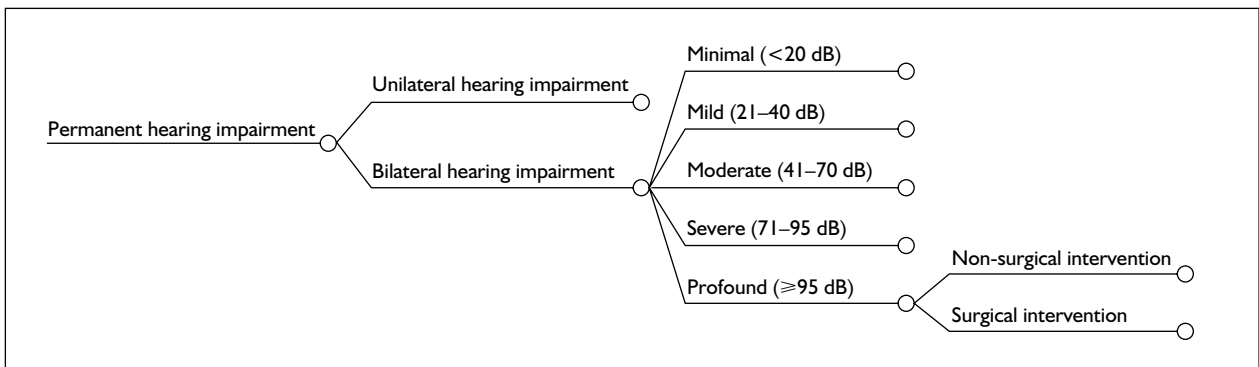 Minimal (<20 dB)
Unilateral hearing impairment
Mild (21–40 dB)
Permanent hearing impairment
Bilateral hearing impairment
Moderate (41–70 dB)
Severe (71–95 dB)
Non-surgical intervention
Profound (⩾95 dB)
Surgical intervention